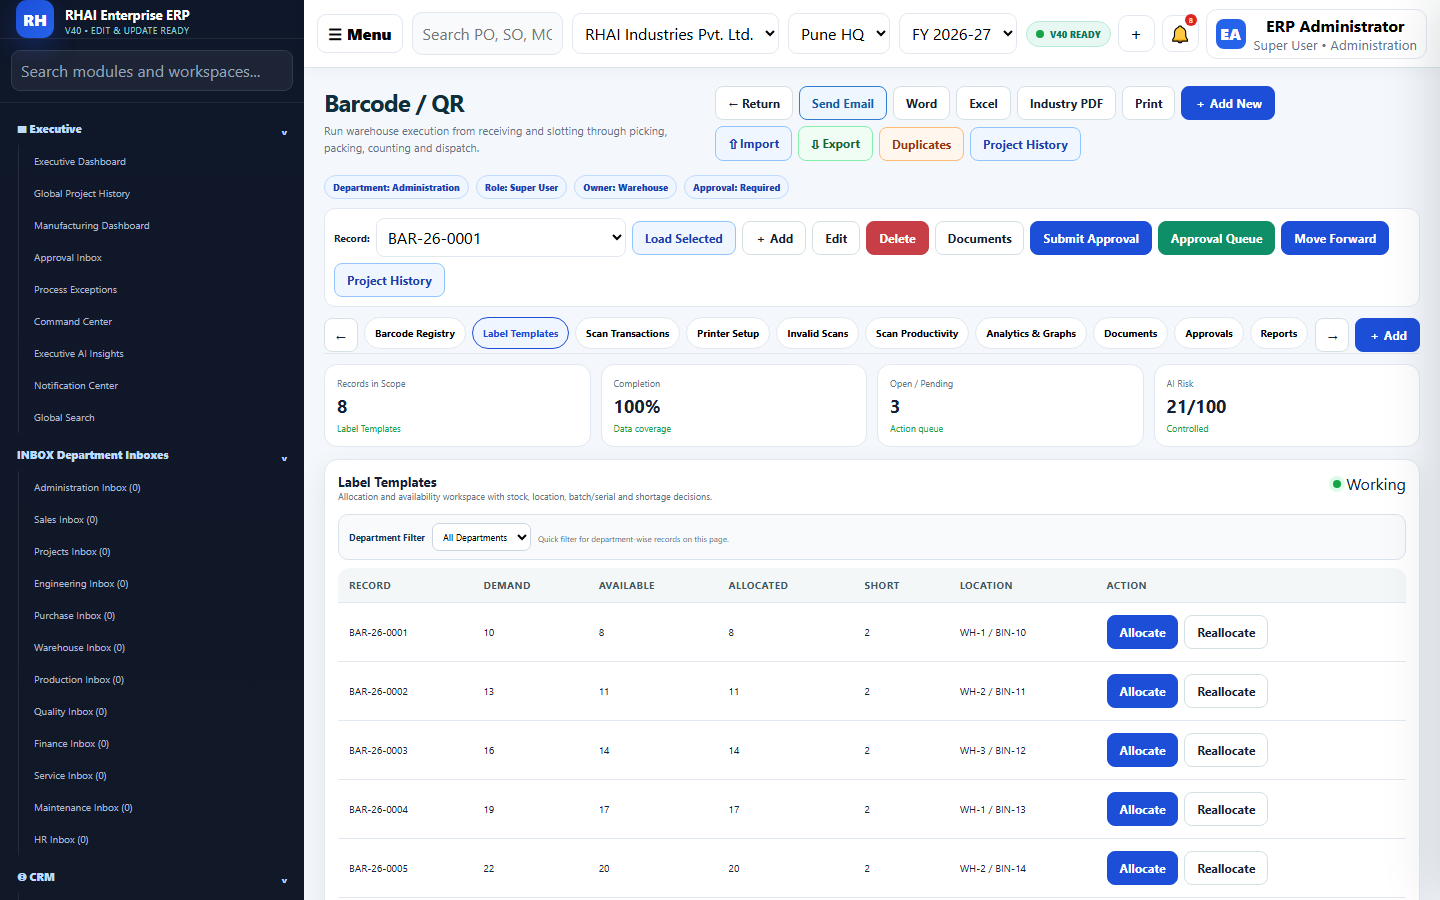 RH
RHAI Enterprise ERP
V40 • EDIT & UPDATE READY
Search modules and workspaces...
Executive
Executive Dashboard
Global Project History
Manufacturing Dashboard
Approval Inbox
Process Exceptions
Command Center
Executive AI Insights
Notification Center
Global Search
INBOX Department Inboxes
Administration Inbox (0)
Sales Inbox (0)
Projects Inbox (0)
Engineering Inbox (0)
Purchase Inbox (0)
Warehouse Inbox (0)
Production Inbox (0)
Quality Inbox (0)
Finance Inbox (0)
Service Inbox (0)
Maintenance Inbox (0)
HR Inbox (0)
CRM
☰ Menu
Search PO, SO, MO
RHAI Industries Pvt. Ltd.
Pune HQ
FY 2026-27
V40 READY
+
8
EA
ERP Administrator
Super User • Administration
Barcode / QR
Run warehouse execution from receiving and slotting through picking,
packing, counting and dispatch.
← Return
Send Email
Word
Excel
Industry PDF
Print
+ Add New
⇧ Import
⇩ Export
Duplicates
Project History
Department: Administration
Role: Super User
Owner: Warehouse
Approval: Required
Record:
BAR-26-0001
Load Selected
+ Add
Edit
Delete
Documents
Submit Approval
Approval Queue
Move Forward
Project History
←
Barcode Registry
Label Templates
Scan Transactions
Printer Setup
Invalid Scans
Scan Productivity
Analytics & Graphs
Documents
Approvals
Reports
→
+ Add
Records in Scope
8
Label Templates
Completion
100%
Data coverage
Open / Pending
3
Action queue
AI Risk
21/100
Controlled
Label Templates
Allocation and availability workspace with stock, location, batch/serial and shortage decisions.
Working
Department Filter
All Departments
Quick filter for department-wise records on this page.
RECORD DEMAND AVAILABLE ALLOCATED SHORT LOCATION ACTION
BAR-26-0001 10 8 8 2 WH-1 / BIN-10 Allocate Reallocate
BAR-26-0002 13 11 11 2 WH-2 / BIN-11 Allocate Reallocate
BAR-26-0003 16 14 14 2 WH-3 / BIN-12 Allocate Reallocate
BAR-26-0004 19 17 17 2 WH-1 / BIN-13 Allocate Reallocate
BAR-26-0005 22 20 20 2 WH-2 / BIN-14 Allocate Reallocate